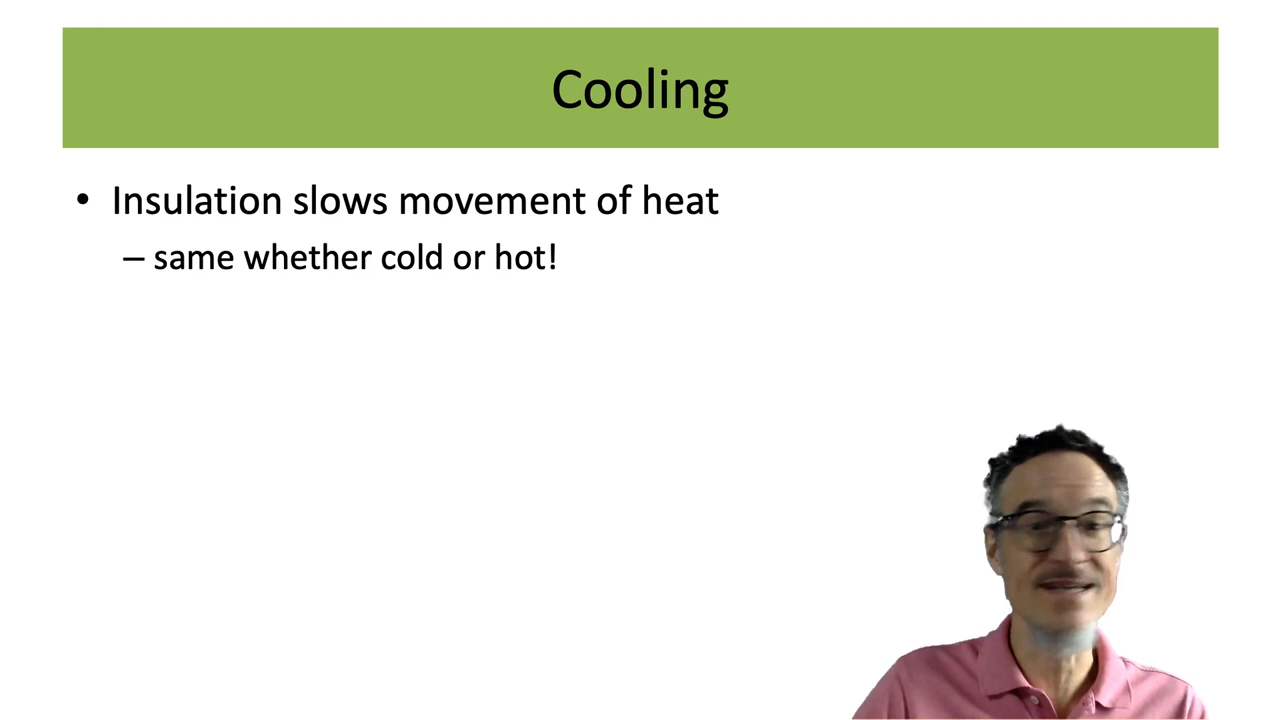 Cooling
• Insulation slows movement of heat
– same whether cold or hot!